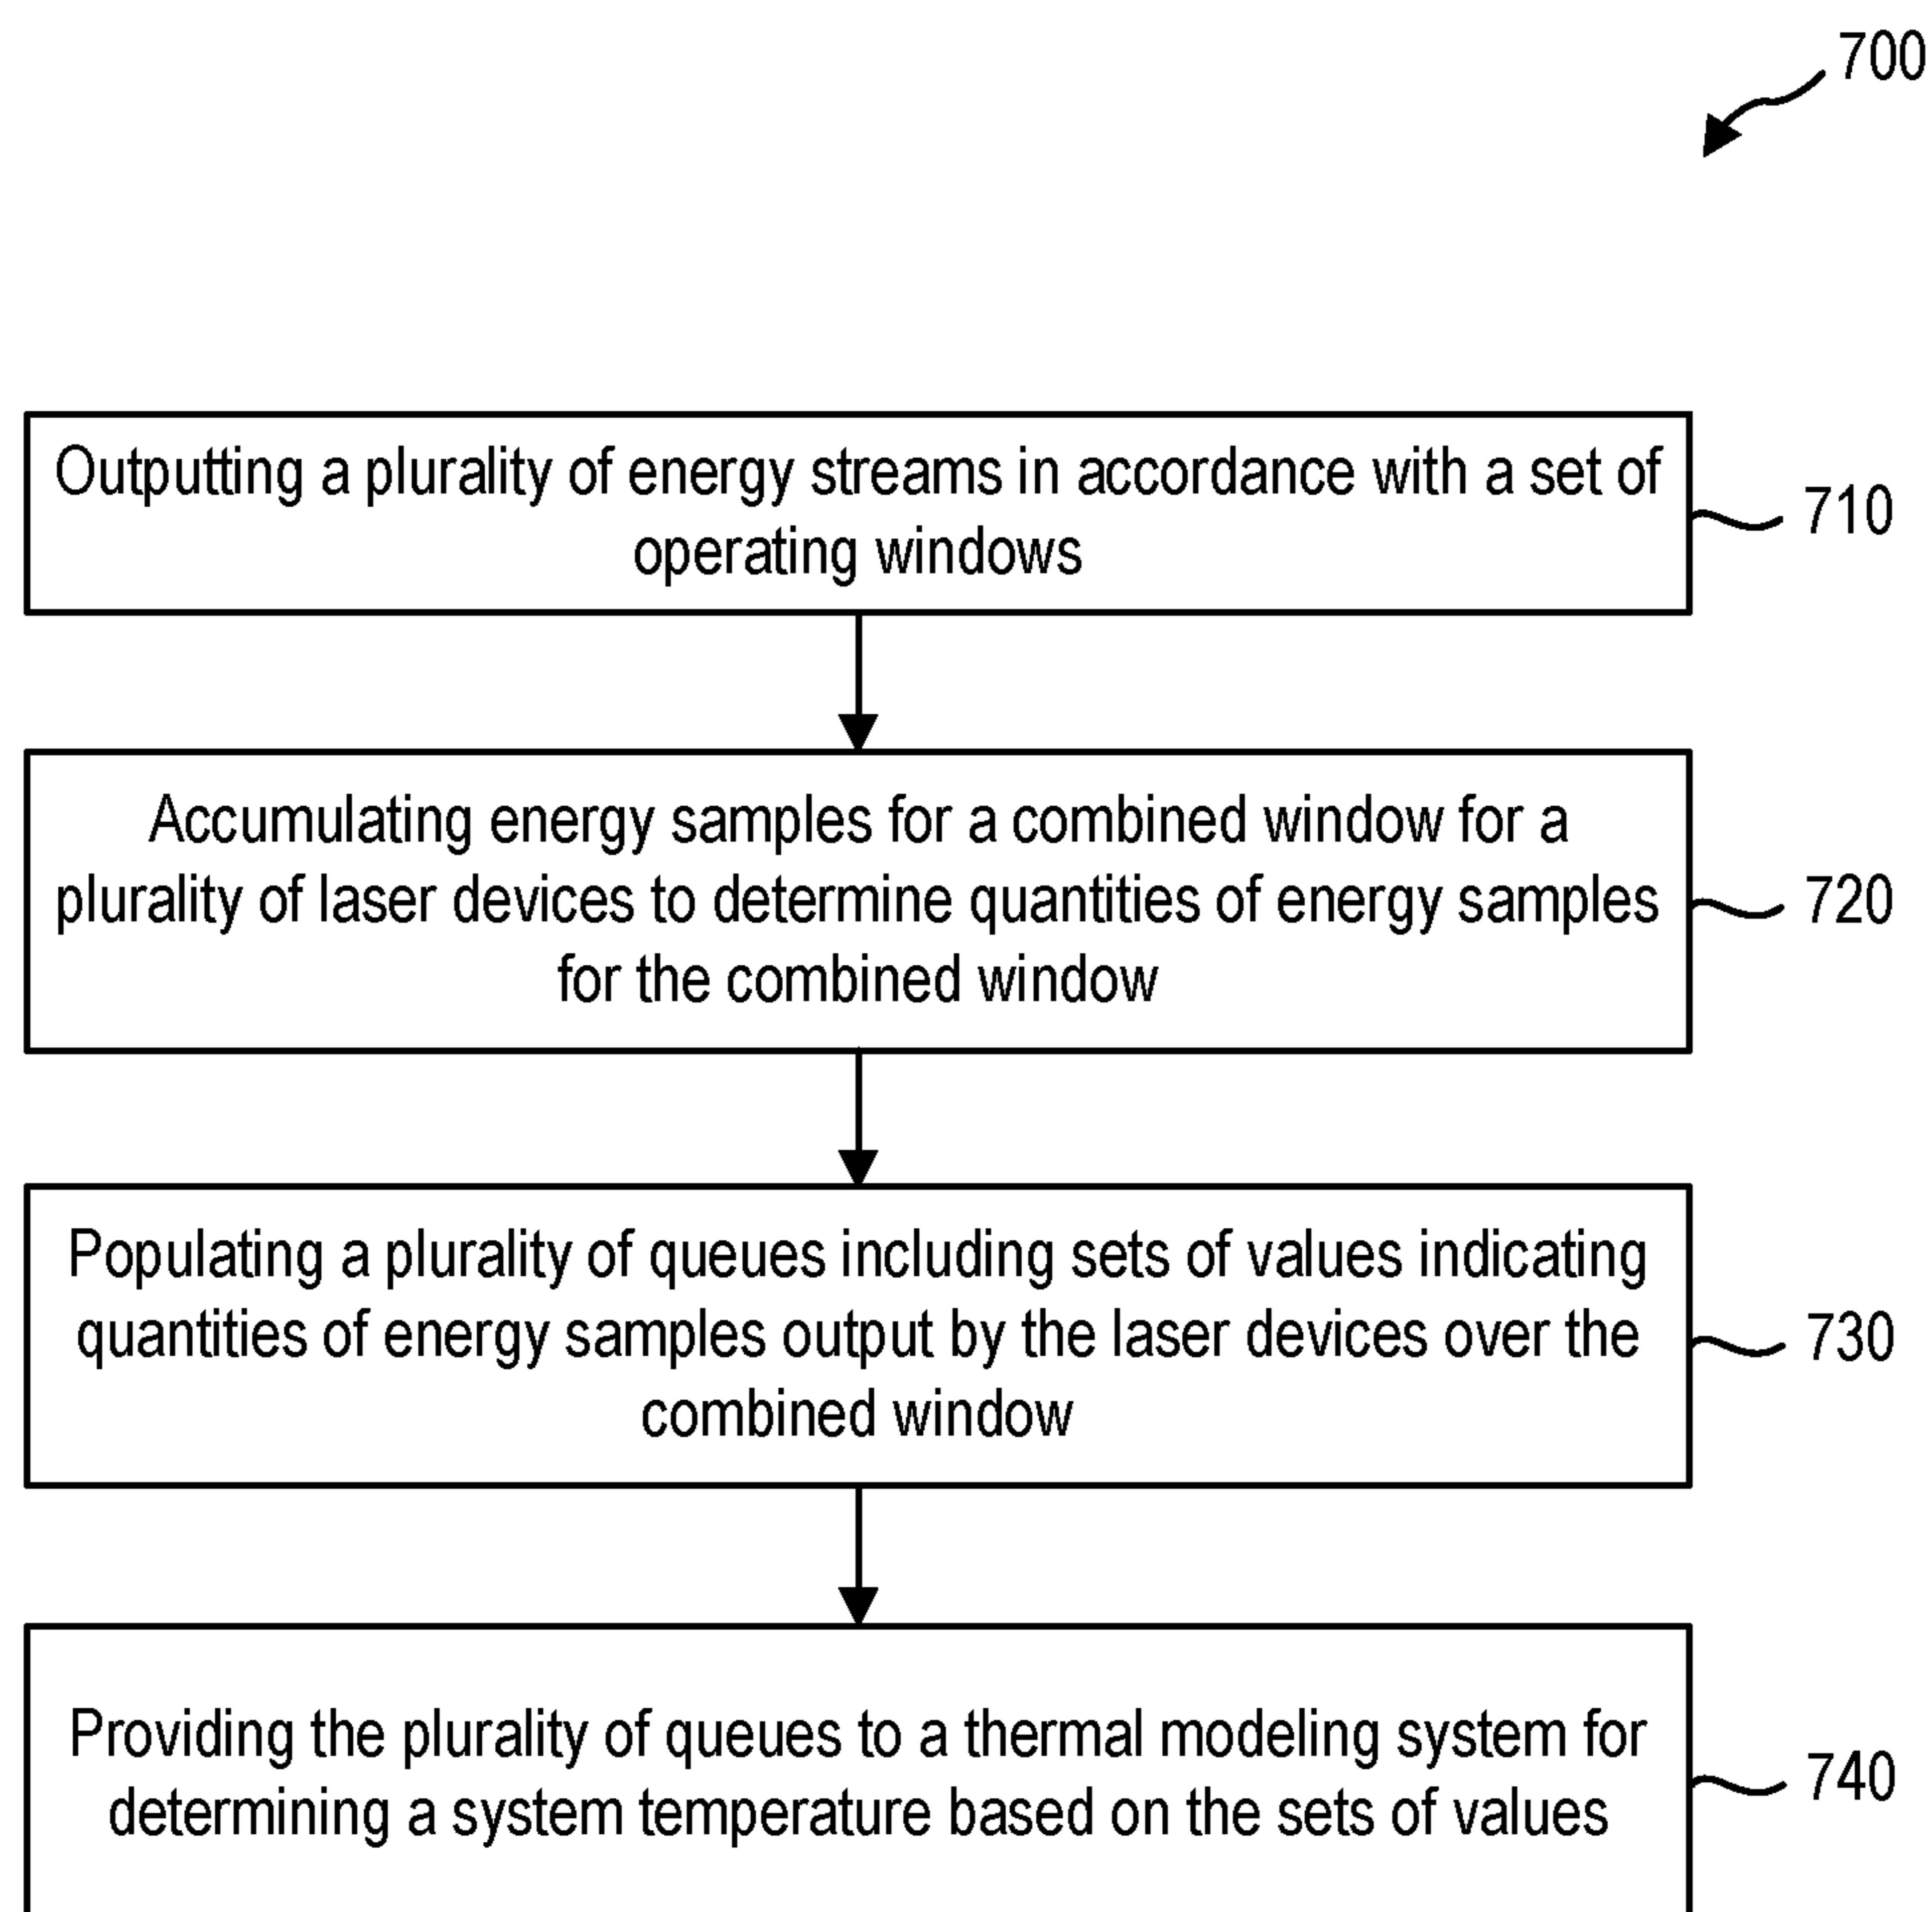 700
Outputting a plurality of energy streams in accordance with a set of
operating windows
710
Accumulating energy samples for a combined window for a
plurality of laser devices to determine quantities of energy samples
for the combined window
720
Populating a plurality of queues including sets of values indicating
quantities of energy samples output by the laser devices over the
combined window
730
Providing the plurality of queues to a thermal modeling system for
determining a system temperature based on the sets of values
740